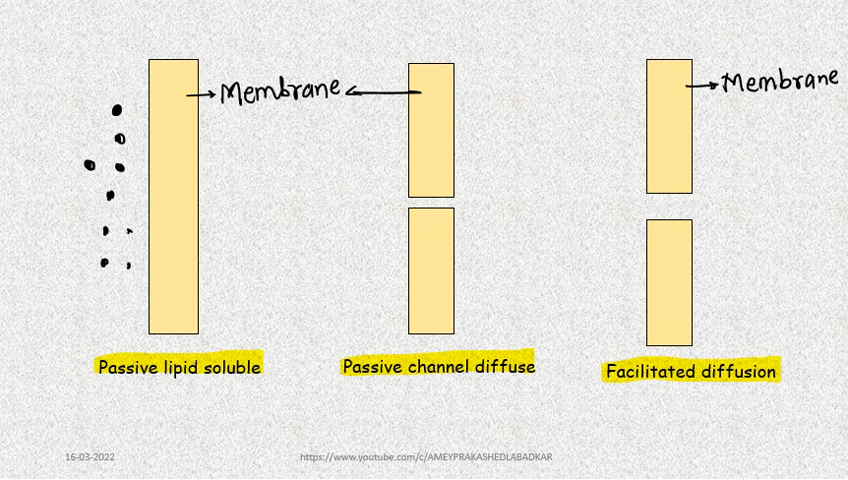 Membrane
Membrane
Passive lipid soluble
Passive channel diffuse
Facilitated diffusion
16-03-2022
https://www.youtube.com/c/AMEYPRAKASHEDLABADKAR